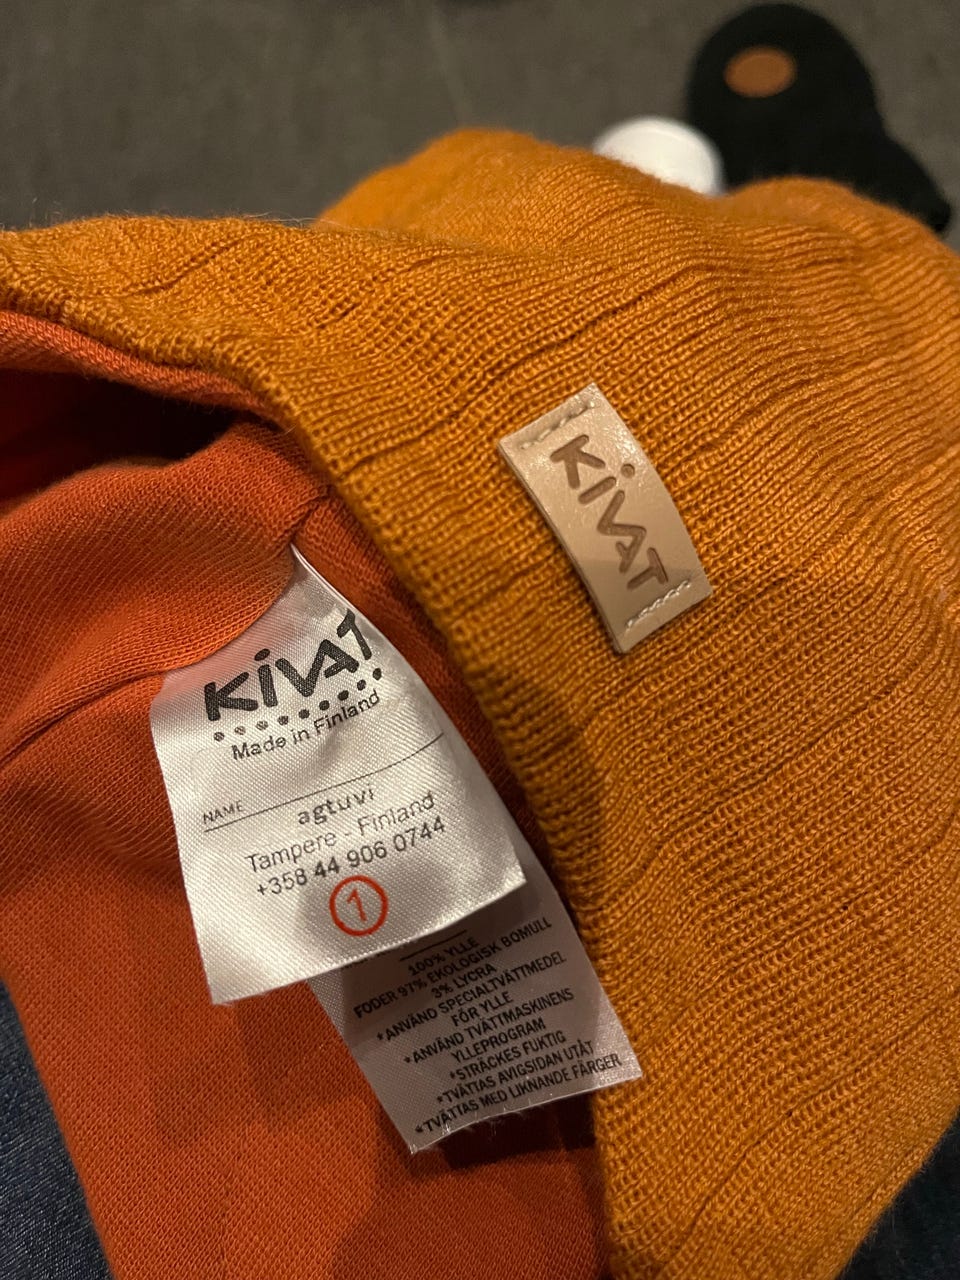 KiVAT
KiVAT
Made in Finland
NAME
agtuvi
Tampere - Finland
+358 44 906 0744
1
100% YLLE
FODER 97% EKOLOGISK BOMULL
3% LYCRA
*ANVÄND SPECIALTVÄTTMEDEL
FÖR YLLE
*ANVÄND TVÄTTMASKINENS
YLLEPROGRAM
*STRÄCKES FUKTIG
*TVÄTTAS AVIGSIDAN UTÅT
*TVÄTTAS MED LIKNANDE FÄRGER